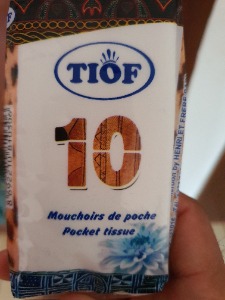 TIOF
10
Mouchoirs de poche
Pocket tissue